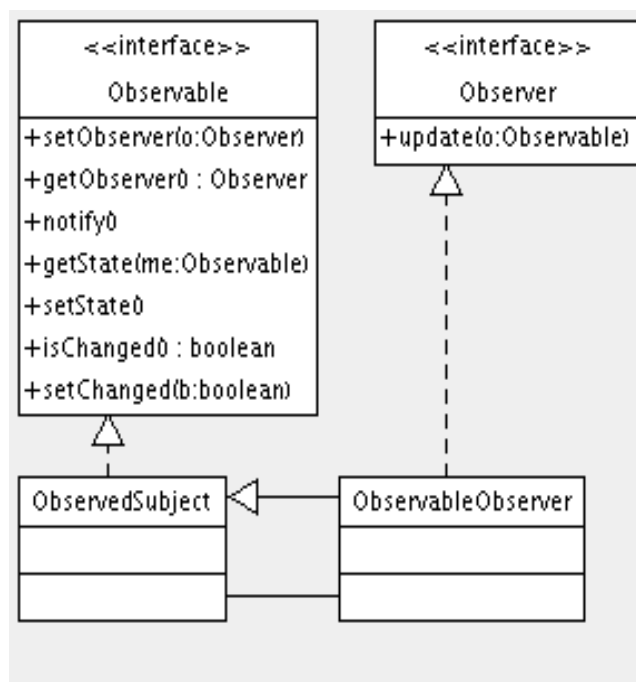 <<interface>>
Observable
+setObserver(o:Observer)
+getObserver() : Observer
+notify()
+getState(me:Observable)
+setState()
+isChanged() : boolean
+setChanged(b:boolean)
<<interface>>
Observer
+update(o:Observable)
ObservedSubject
ObservableObserver